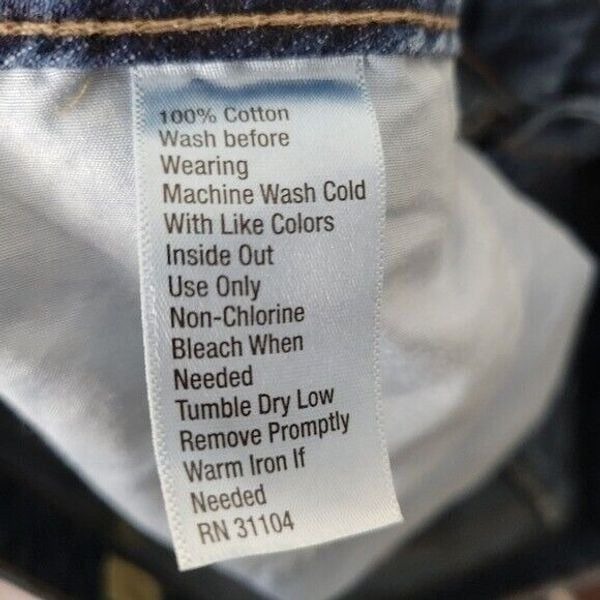 100% Cotton
Wash before
Wearing
Machine Wash Cold
With Like Colors
Inside Out
Use Only
Non-Chlorine
Bleach When
Needed
Tumble Dry Low
Remove Promptly
Warm Iron If
Needed
RN 31104